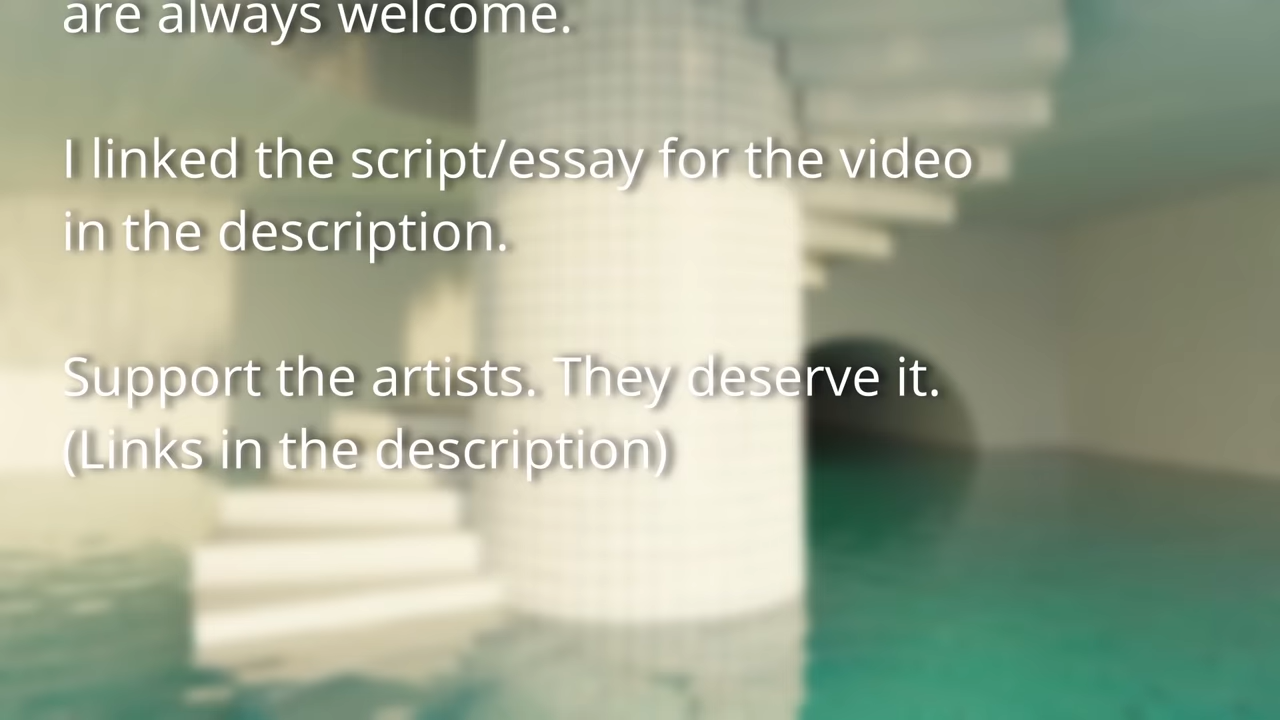 are always welcome.
I linked the script/essay for the video
in the description.
Support the artists. They deserve it.
(Links in the description)